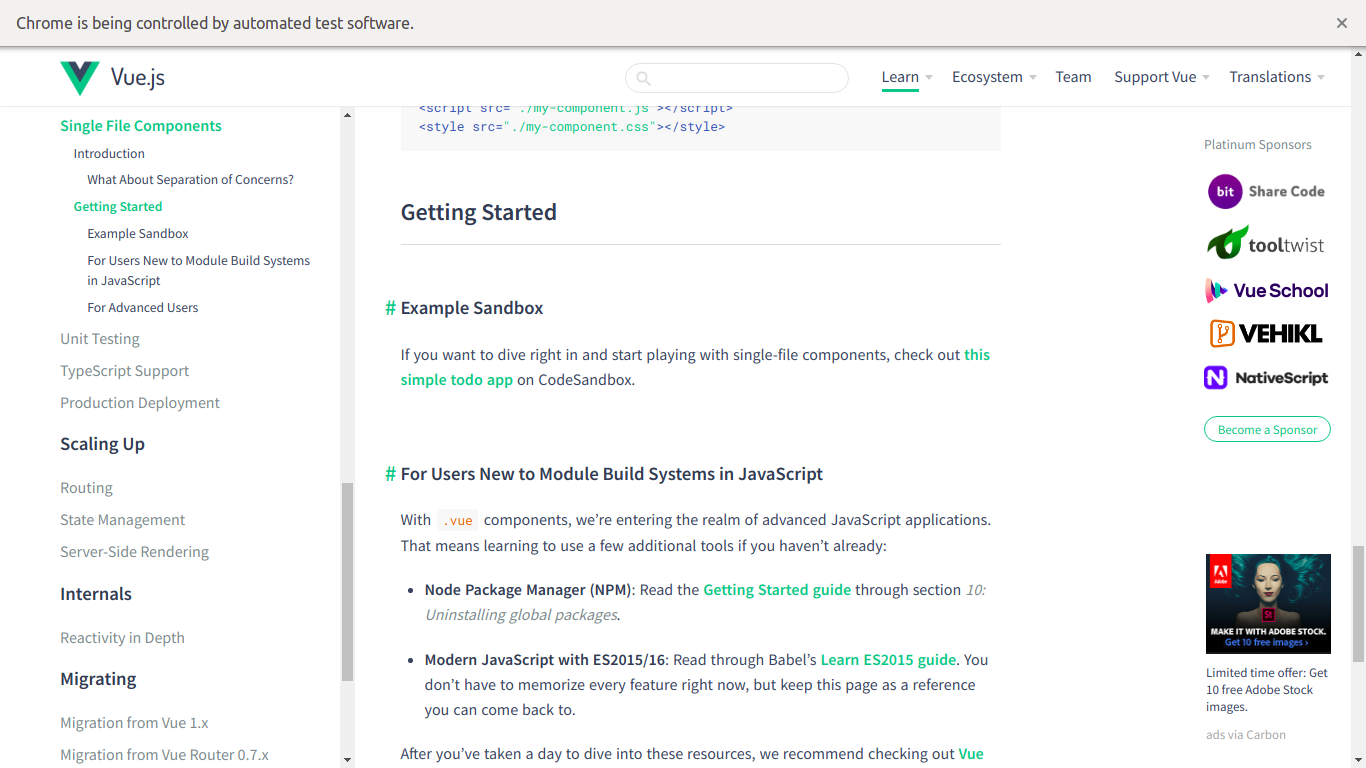 Chrome is being controlled by automated test software.
Vue.js
Learn
Ecosystem
Team
Support Vue
Translations
Single File Components
Introduction
What About Separation of Concerns?
Getting Started
Example Sandbox
For Users New to Module Build Systems
in JavaScript
For Advanced Users
Unit Testing
TypeScript Support
Production Deployment
Scaling Up
Routing
State Management
Server-Side Rendering
Internals
Reactivity in Depth
Migrating
Migration from Vue 1.x
Migration from Vue Router 0.7.x
<script src="./my-component.js"></script>
<style src="./my-component.css"></style>
Getting Started
# Example Sandbox
If you want to dive right in and start playing with single-file components, check out this
simple todo app on CodeSandbox.
# For Users New to Module Build Systems in JavaScript
With .vue components, we’re entering the realm of advanced JavaScript applications.
That means learning to use a few additional tools if you haven’t already:
• Node Package Manager (NPM): Read the Getting Started guide through section 10:
Uninstalling global packages.
• Modern JavaScript with ES2015/16: Read through Babel’s Learn ES2015 guide. You
don’t have to memorize every feature right now, but keep this page as a reference
you can come back to.
After you’ve taken a day to dive into these resources, we recommend checking out Vue
Platinum Sponsors
bit Share Code
tooltwist
Vue School
VEHIKL
NativeScript
Become a Sponsor
Adobe
St
MAKE IT WITH ADOBE STOCK.
Get 10 free images ›
Limited time offer: Get
10 free Adobe Stock
images.
ads via Carbon